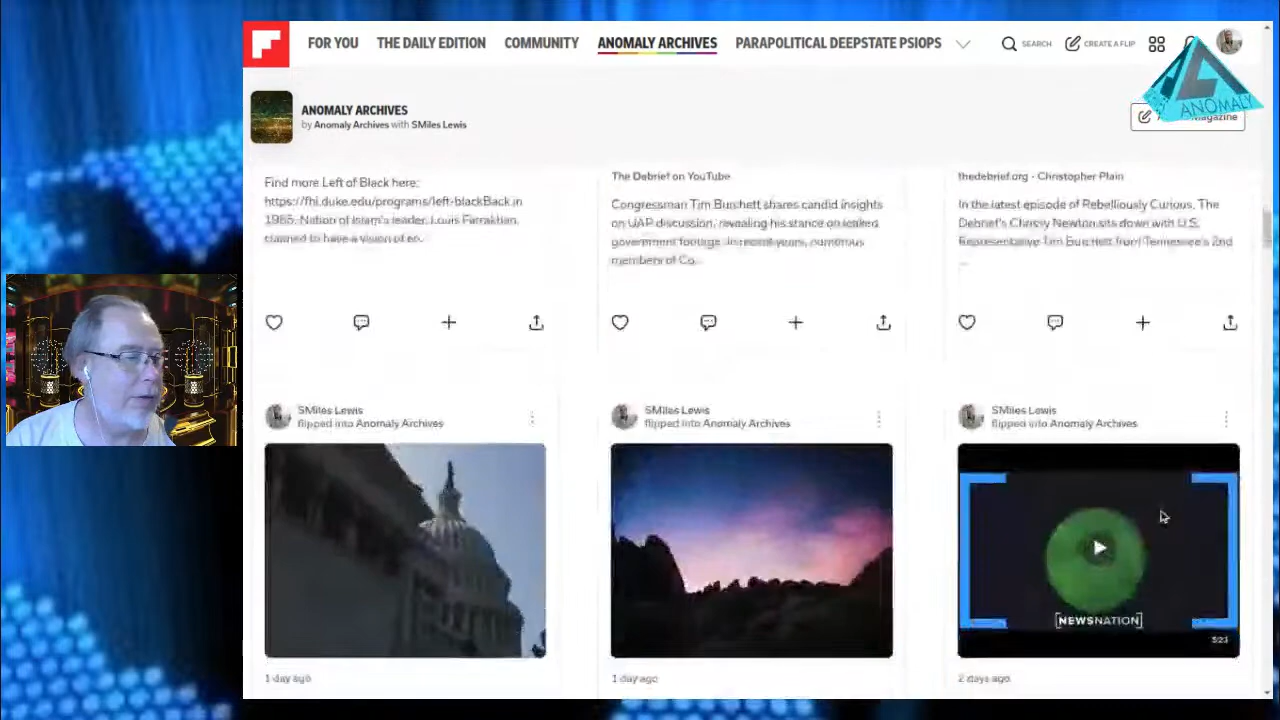 FOR YOU THE DAILY EDITION COMMUNITY ANOMALY ARCHIVES PARAPOLITICAL DEEPSTATE PSIOPS SEARCH CREATE A FLIP
ANOMALY
ANOMALY ARCHIVES
by Anomaly Archives with SMiles Lewis
Magazine
Find more Left of Black here:
https://fhi.duke.edu/programs/left-blackBack in
1985, Nation of Islam's leader, Louis Farrakhan,
claimed to have a vision of en..
The Debrief on YouTube
Congressman Tim Burchett shares candid insights
on UAP discussion, revealing his stance on leaked
government footage. In recent years, numerous
members of Co...
thedebrief.org - Christopher Plain
In the latest episode of Rebelliously Curious, The
Debrief's Chrissy Newton sits down with U.S.
Representative Tim Burchett from Tennessee's 2nd
...
SMiles Lewis
flipped into Anomaly Archives
SMiles Lewis
flipped into Anomaly Archives
SMiles Lewis
flipped into Anomaly Archives
[NEWSNATION]
5:23
1 day ago
1 day ago
2 days ago